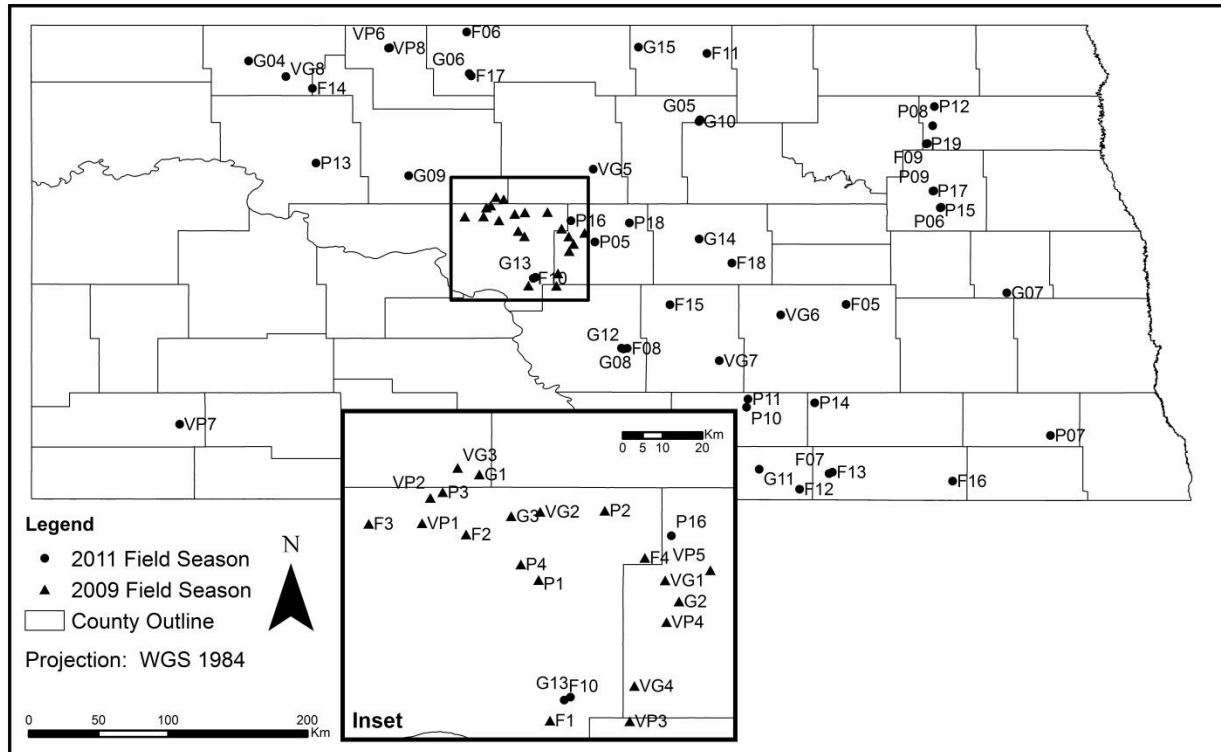 F06
VP6
VP8
G15
F11
G04
G06
VG8
F17
F14
G05
G10
P12
P08
P19
F09
P13
G09
VG5
P09
P17
P15
P06
P16
P18
P05
G14
G13
F10
F18
G07
F15
VG6
F05
G12
F08
G08
VG7
P11
P10
P14
VP7
P07
F07
F13
G11
F12
F16
Km
0 5 10 20
VG3
G1
VP2
P3
F3
VP1
F2
G3
VG2
P2
P16
F4
VP5
VG1
P4
P1
G2
VP4
G13
F10
VG4
F1
VP3
Inset
Legend
2011 Field Season
2009 Field Season
County Outline
N
Projection: WGS 1984
0 50 100 200
Km